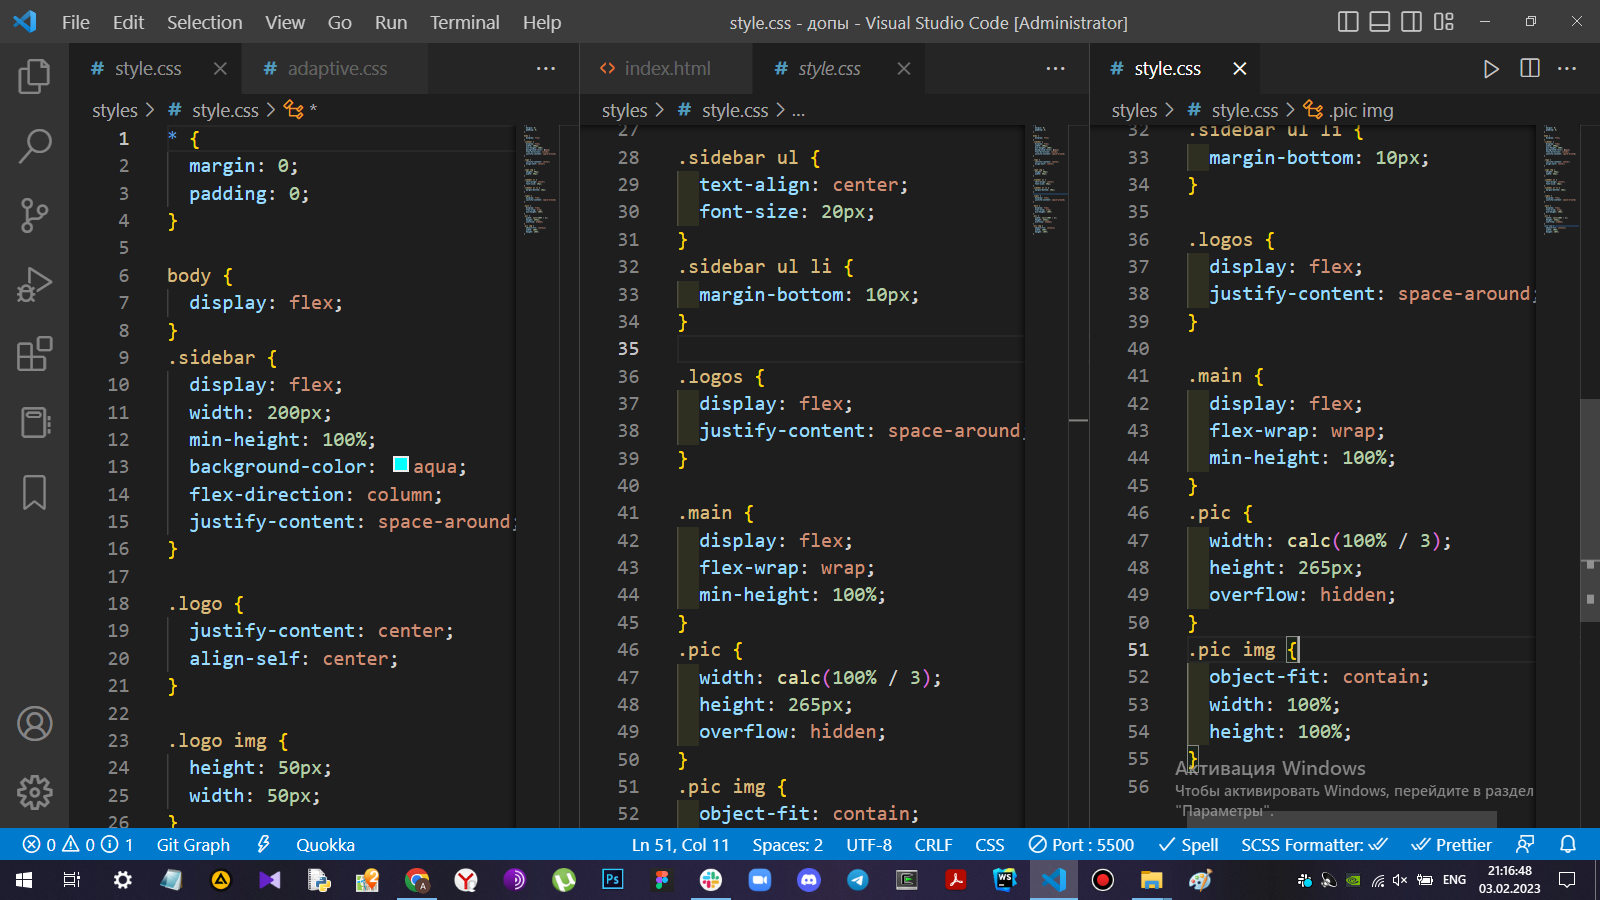 File Edit Selection View Go Run Terminal Help
style.css - допы - Visual Studio Code [Administrator]
# style.css
# adaptive.css
styles > # style.css > *
1 * {
2 margin: 0;
3 padding: 0;
4 }
5
6 body {
7 display: flex;
8 }
9 .sidebar {
10 display: flex;
11 width: 200px;
12 min-height: 100%;
13 background-color: aqua;
14 flex-direction: column;
15 justify-content: space-around;
16 }
17
18 .logo {
19 justify-content: center;
20 align-self: center;
21 }
22
23 .logo img {
24 height: 50px;
25 width: 50px;
26 }
<> index.html
# style.css
styles > # style.css > ...
27
28 .sidebar ul {
29 text-align: center;
30 font-size: 20px;
31 }
32 .sidebar ul li {
33 margin-bottom: 10px;
34 }
35
36 .logos {
37 display: flex;
38 justify-content: space-around;
39 }
40
41 .main {
42 display: flex;
43 flex-wrap: wrap;
44 min-height: 100%;
45 }
46 .pic {
47 width: calc(100% / 3);
48 height: 265px;
49 overflow: hidden;
50 }
51 .pic img {
52 object-fit: contain;
# style.css
styles > # style.css > .pic img
32 .sidebar ul li {
33 margin-bottom: 10px;
34 }
35
36 .logos {
37 display: flex;
38 justify-content: space-around;
39 }
40
41 .main {
42 display: flex;
43 flex-wrap: wrap;
44 min-height: 100%;
45 }
46 .pic {
47 width: calc(100% / 3);
48 height: 265px;
49 overflow: hidden;
50 }
51 .pic img {
52 object-fit: contain;
53 width: 100%;
54 height: 100%;
55 }
56
Активация Windows
Чтобы активировать Windows, перейдите в раздел
"Параметры".
0 0 1 Git Graph Quokka Ln 51, Col 11 Spaces: 2 UTF-8 CRLF CSS Port : 5500 Spell SCSS Formatter: Prettier
Ps
WS
ENG
21:16:48
03.02.2023